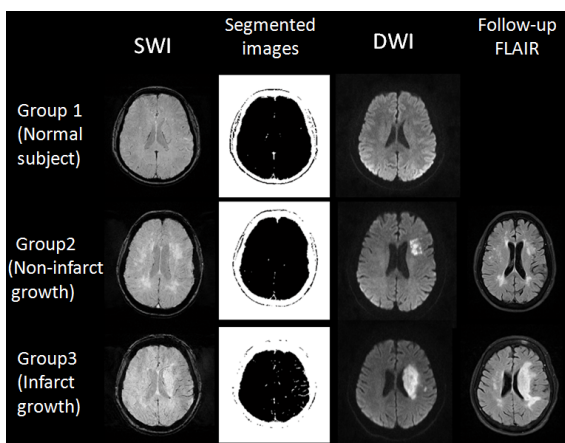 SWI
Segmented
images
DWI
Follow-up
FLAIR
Group 1
(Normal
subject)
Group2
(Non-infarct
growth)
Group3
(Infarct
growth)